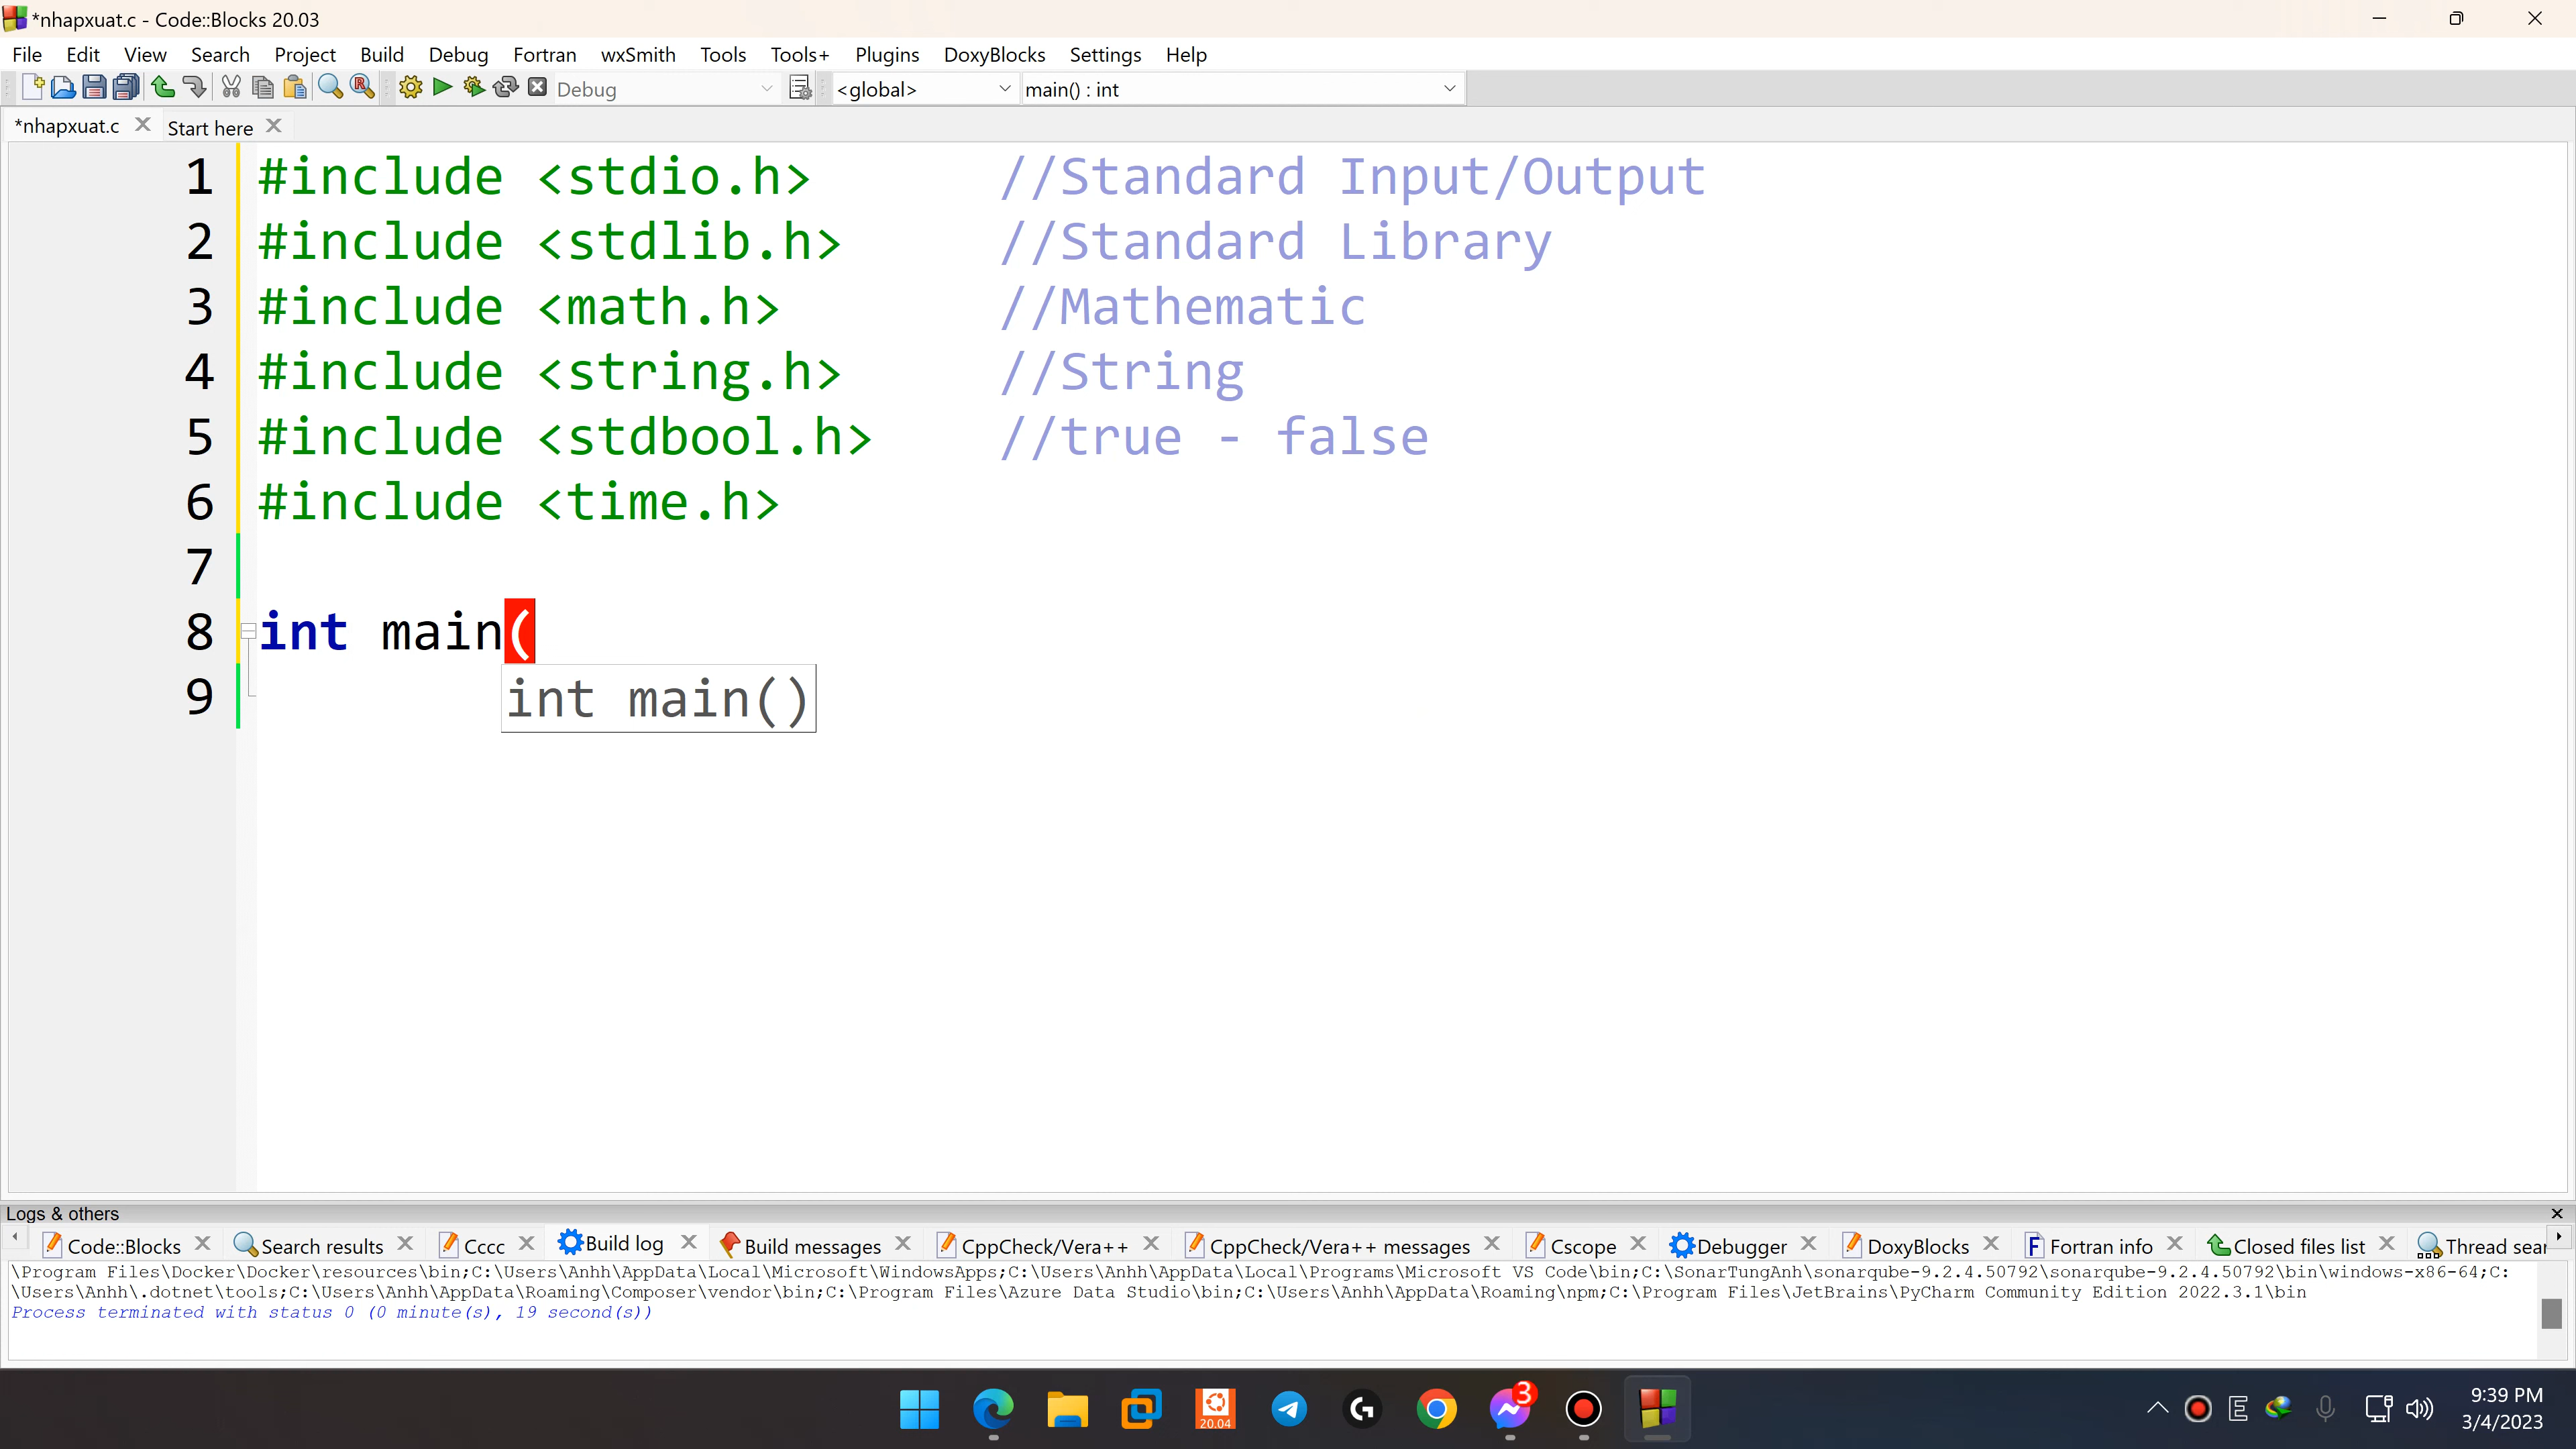 *nhapxuat.c - Code::Blocks 20.03
File Edit View Search Project Build Debug Fortran wxSmith Tools Tools+ Plugins DoxyBlocks Settings Help
Debug <global> main() : int
*nhapxuat.c Start here
1 #include <stdio.h> //Standard Input/Output
2 #include <stdlib.h> //Standard Library
3 #include <math.h> //Mathematic
4 #include <string.h> //String
5 #include <stdbool.h> //true - false
6 #include <time.h>
7
8 int main(
9 int main()
Logs & others
Code::Blocks Search results Cccc Build log Build messages CppCheck/Vera++ CppCheck/Vera++ messages Cscope Debugger DoxyBlocks Fortran info Closed files list Thread sear
\Program Files\Docker\Docker\resources\bin;C:\Users\Anhh\AppData\Local\Microsoft\WindowsApps;C:\Users\Anhh\AppData\Local\Programs\Microsoft VS Code\bin;C:\SonarTungAnh\sonarqube-9.2.4.50792\sonarqube-9.2.4.50792\bin\windows-x86-64;C:
\Users\Anhh\.dotnet\tools;C:\Users\Anhh\AppData\Roaming\Composer\vendor\bin;C:\Program Files\Azure Data Studio\bin;C:\Users\Anhh\AppData\Roaming\npm;C:\Program Files\JetBrains\PyCharm Community Edition 2022.3.1\bin
Process terminated with status 0 (0 minute(s), 19 second(s))
20.04
3
E
9:39 PM
3/4/2023